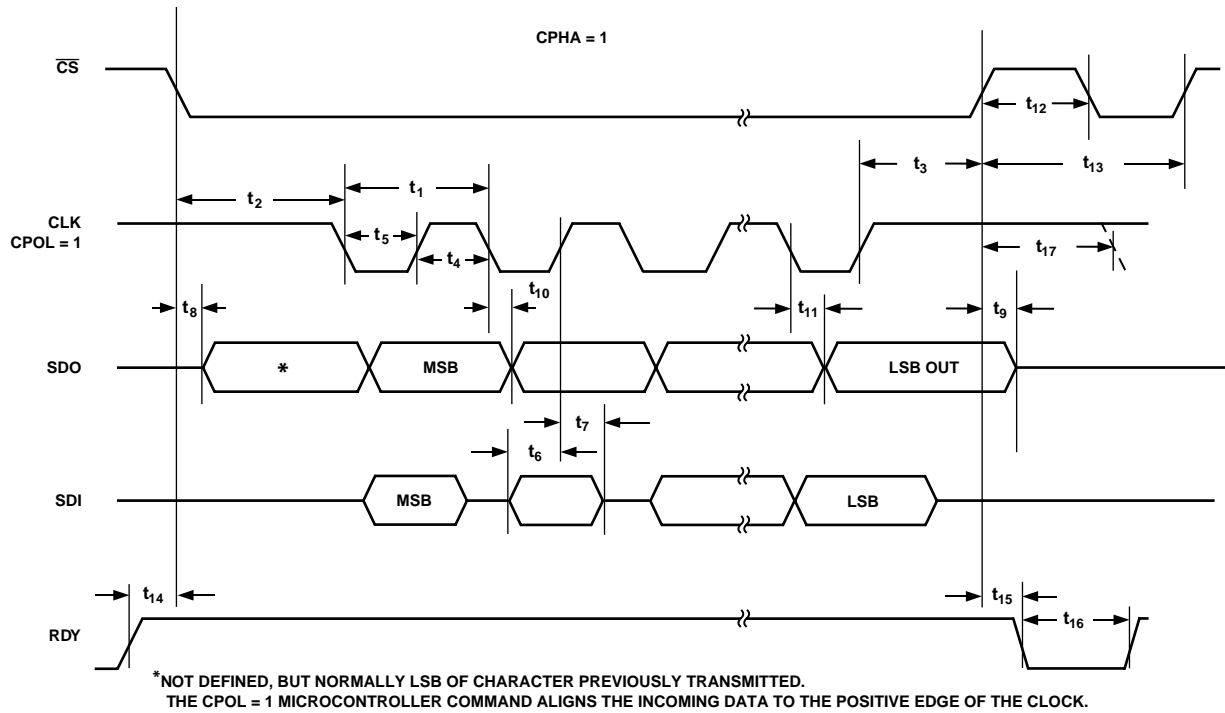 CPHA = 1
C̅S̅
t12
t3
t13
t1
t2
CLK
CPOL = 1
t5
t4
t17
t10
t8
t11
t9
SDO
*
MSB
LSB OUT
t7
t6
SDI
MSB
LSB
t14
t15
t16
RDY
*NOT DEFINED, BUT NORMALLY LSB OF CHARACTER PREVIOUSLY TRANSMITTED.
THE CPOL = 1 MICROCONTROLLER COMMAND ALIGNS THE INCOMING DATA TO THE POSITIVE EDGE OF THE CLOCK.